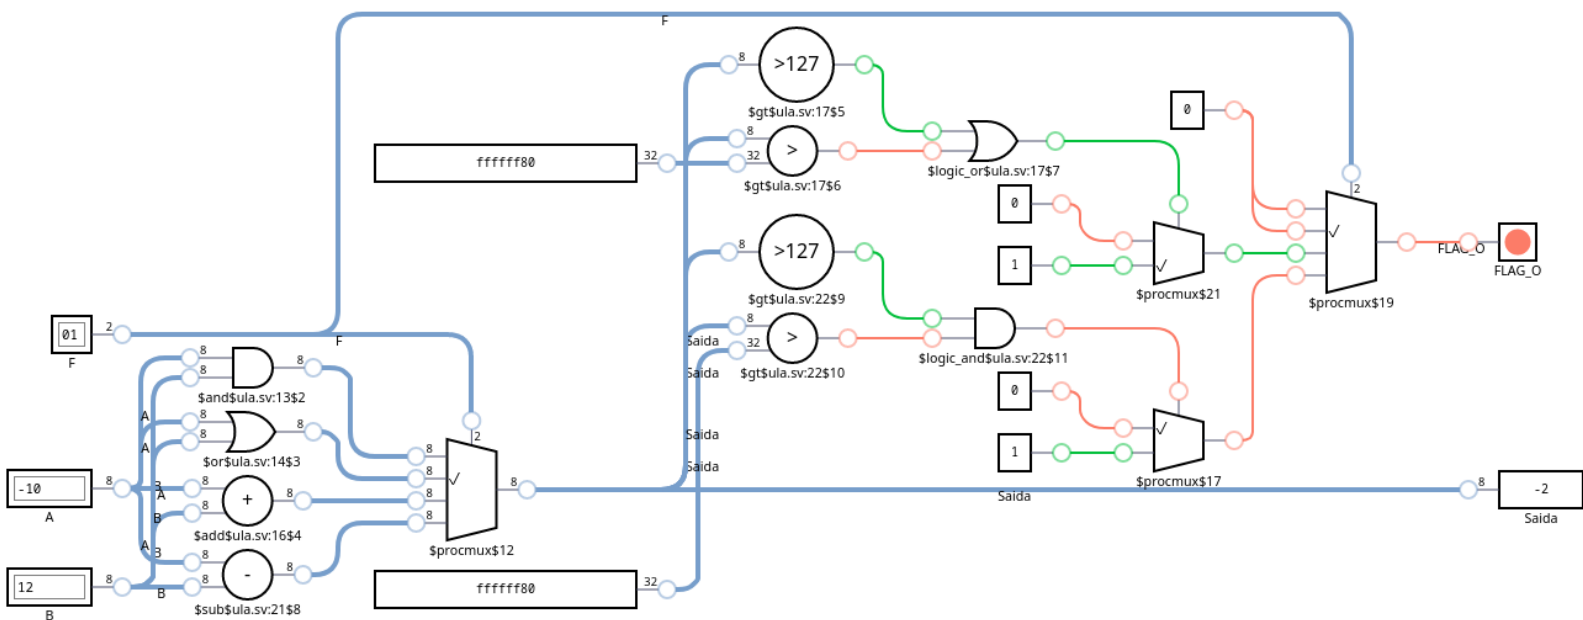 F
>127
8
$gt$ula.sv:17$5
0
8
32
>
$gt$ula.sv:17$6
ffffff80
32
$logic_or$ula.sv:17$7
2
0
1
$procmux$21
FLAG_O
FLAG_O
$procmux$19
8
>127
$gt$ula.sv:22$9
01
2
F
F
8
32
>
$gt$ula.sv:22$10
$logic_and$ula.sv:22$11
Saida
Saida
8
8
8
$and$ula.sv:13$2
A
A
8
8
8
$or$ula.sv:14$3
2
8
8
8
8
8
$procmux$12
0
1
$procmux$17
Saida
Saida
Saida
-10
8
A
B
A
8
8
+
8
$add$ula.sv:16$4
B
A
B
8
8
-
8
$sub$ula.sv:21$8
12
8
B
B
ffffff80
32
8
-2
Saida